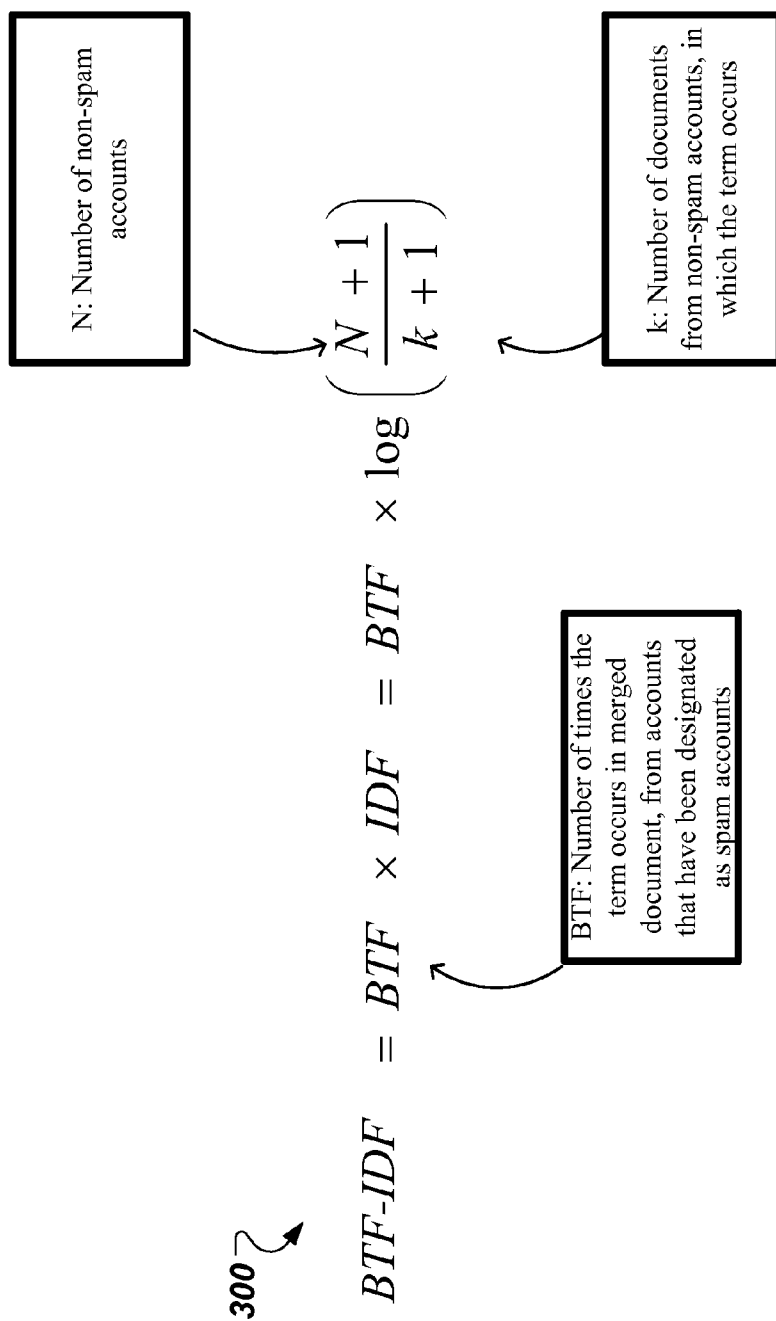 300
BTF-IDF = BTF × IDF = BTF × log ( N + 1 / k + 1 )
N: Number of non-spam
accounts
BTF: Number of times the
term occurs in merged
document, from accounts
that have been designated
as spam accounts
k: Number of documents
from non-spam accounts, in
which the term occurs